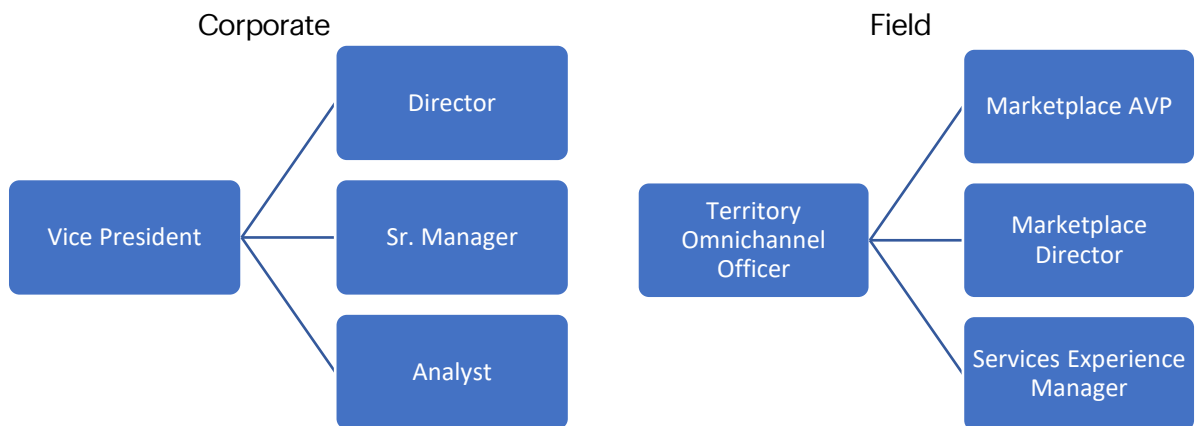 Corporate
Field
Director
Vice President
Sr. Manager
Analyst
Marketplace AVP
Territory
Omnichannel
Officer
Marketplace
Director
Services Experience
Manager